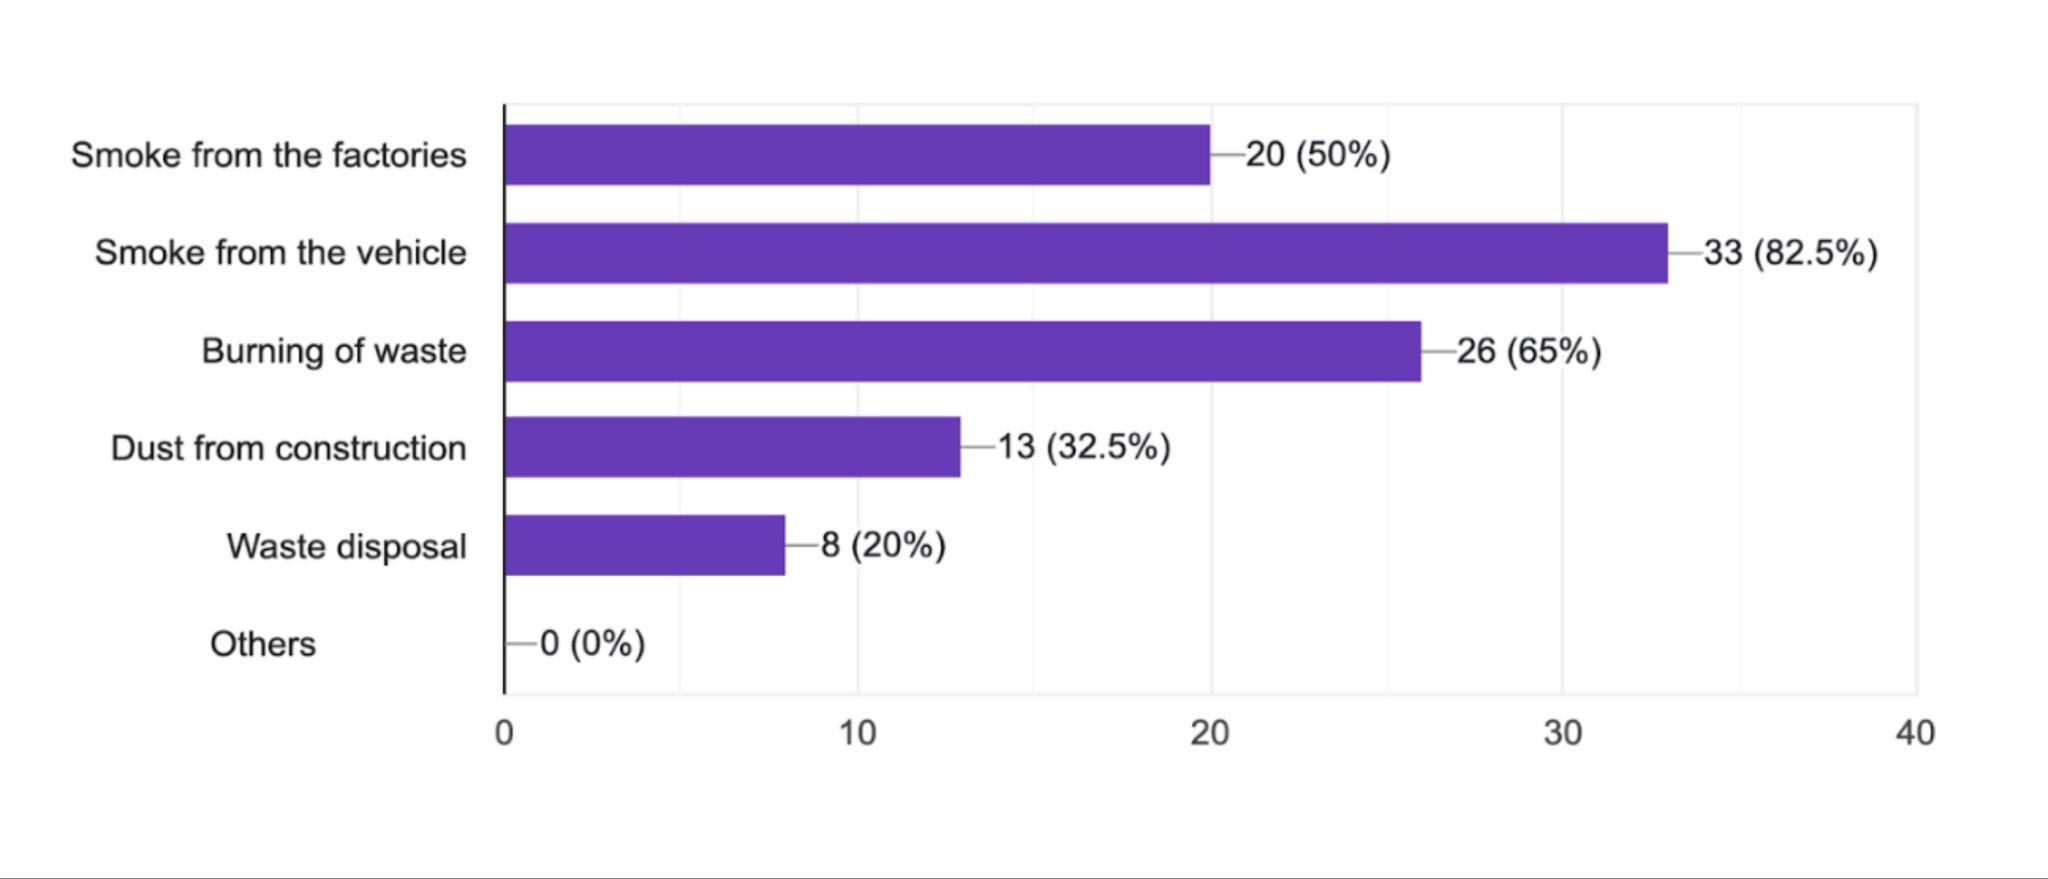 Smoke from the factories 20 (50%)
Smoke from the vehicle 33 (82.5%)
Burning of waste 26 (65%)
Dust from construction 13 (32.5%)
Waste disposal 8 (20%)
Others 0 (0%)
0 10 20 30 40